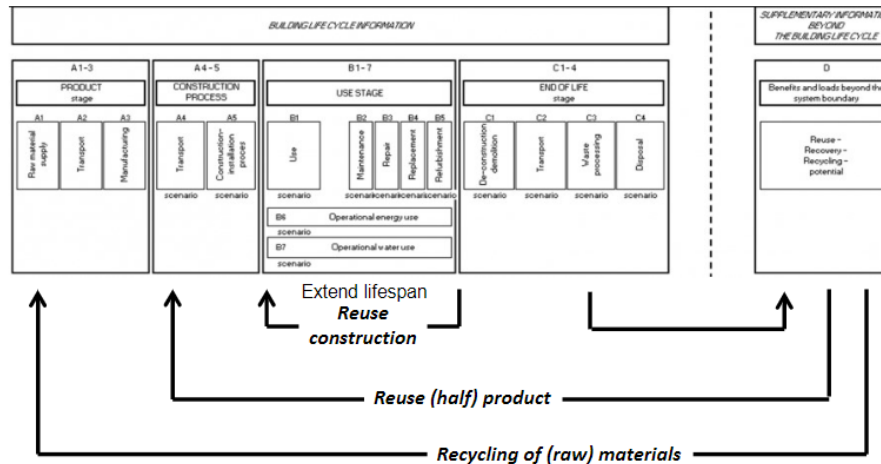 BUILDING LIFE CYCLE INFORMATION
SUPPLEMENTARY INFORMATION
BEYOND
THE BUILDING LIFE CYCLE
A1-3
PRODUCT
stage
A1
A2
A3
Raw material
supply
Transport
Manufacturing
A4-5
CONSTRUCTION
PROCESS
A4
A5
Transport
Construction-
installation
proces
scenario
scenario
B1-7
USE STAGE
B1
B2
B3
B4
B5
Use
Maintenance
Repair
Replacement
Refurbishment
scenario
scenario
scenario
scenario
scenario
B6
Operational energy use
scenario
B7
Operational water use
scenario
C1-4
END OF LIFE
stage
C1
C2
C3
C4
De-construction
demolition
Transport
Waste
processing
Disposal
scenario
scenario
scenario
scenario
D
Benefits and loads beyond the
system boundary
Reuse -
Recovery-
Recycling-
potential
Extend lifespan
Reuse
construction
Reuse (half) product
Recycling of (raw) materials